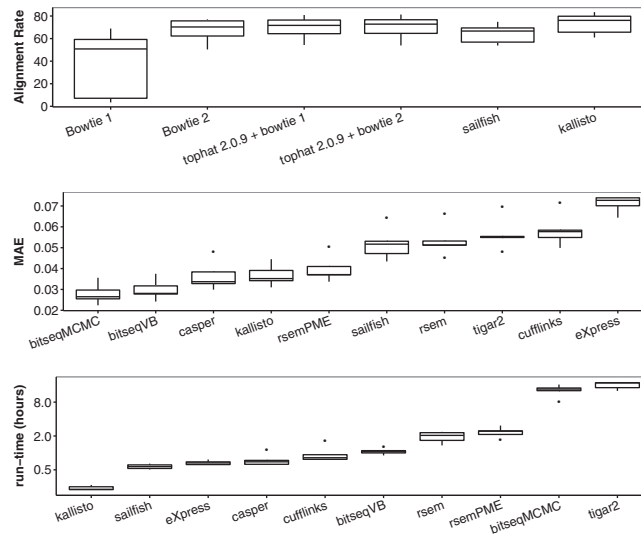 Alignment Rate
80
60
40
20
0
Bowtie 1
Bowtie 2
tophat 2.0.9 + bowtie 1
tophat 2.0.9 + bowtie 2
sailfish
kallisto
MAE
0.07
0.06
0.05
0.04
0.03
0.02
bitseqMCMC
bitseqVB
casper
kallisto
rsemPME
sailfish
rsem
tigar2
cufflinks
eXpress
run-time (hours)
8.0
2.0
0.5
kallisto
sailfish
eXpress
casper
cufflinks
bitseqVB
rsem
rsemPME
bitseqMCMC
tigar2